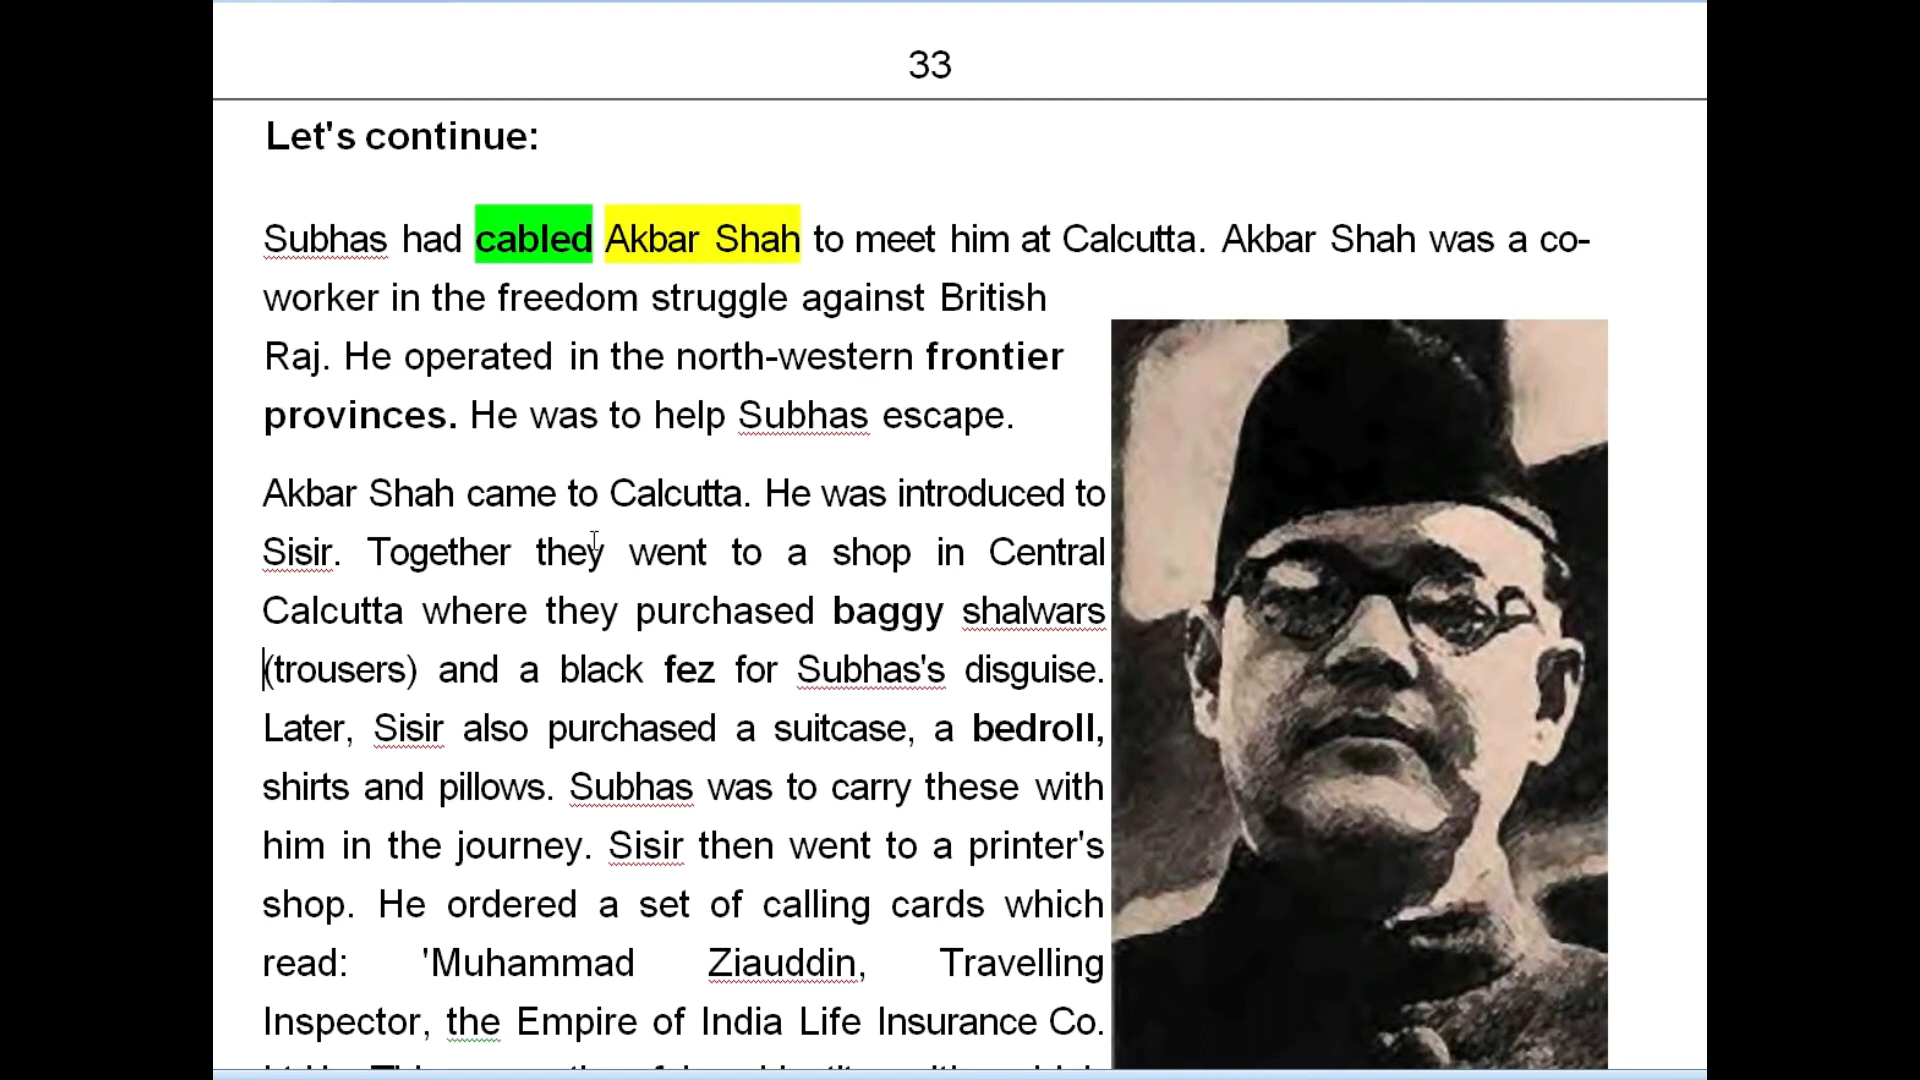 33
Let's continue:
Subhas had cabled Akbar Shah to meet him at Calcutta. Akbar Shah was a co-
worker in the freedom struggle against British
Raj. He operated in the north-western frontier
provinces. He was to help Subhas escape.
Akbar Shah came to Calcutta. He was introduced to
Sisir. Together they went to a shop in Central
Calcutta where they purchased baggy shalwars
(trousers) and a black fez for Subhas's disguise.
Later, Sisir also purchased a suitcase, a bedroll,
shirts and pillows. Subhas was to carry these with
him in the journey. Sisir then went to a printer's
shop. He ordered a set of calling cards which
read: 'Muhammad Ziauddin, Travelling
Inspector, the Empire of India Life Insurance Co.